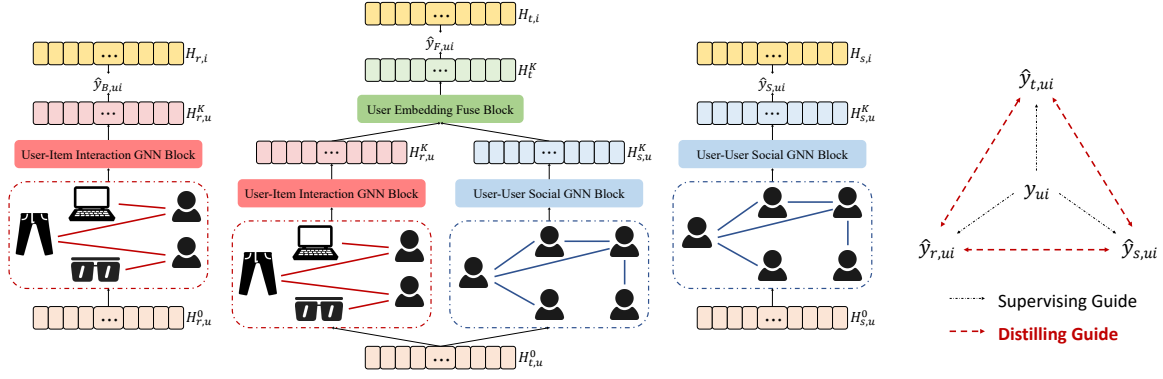 ... H_{r,i}
ŷ_{B,ui}
... H^K_{r,u}
User-Item Interaction GNN Block
... H^0_{r,u}
... H_{t,i}
ŷ_{F,ui}
... H^K_t
User Embedding Fuse Block
... H^K_{r,u}
... H^K_{s,u}
User-Item Interaction GNN Block
User-User Social GNN Block
... H^0_{t,u}
... H_{s,i}
ŷ_{S,ui}
... H^K_{s,u}
User-User Social GNN Block
... H^0_{s,u}
ŷ_{t,ui}
y_{ui}
ŷ_{r,ui}
ŷ_{s,ui}
Supervising Guide
Distilling Guide